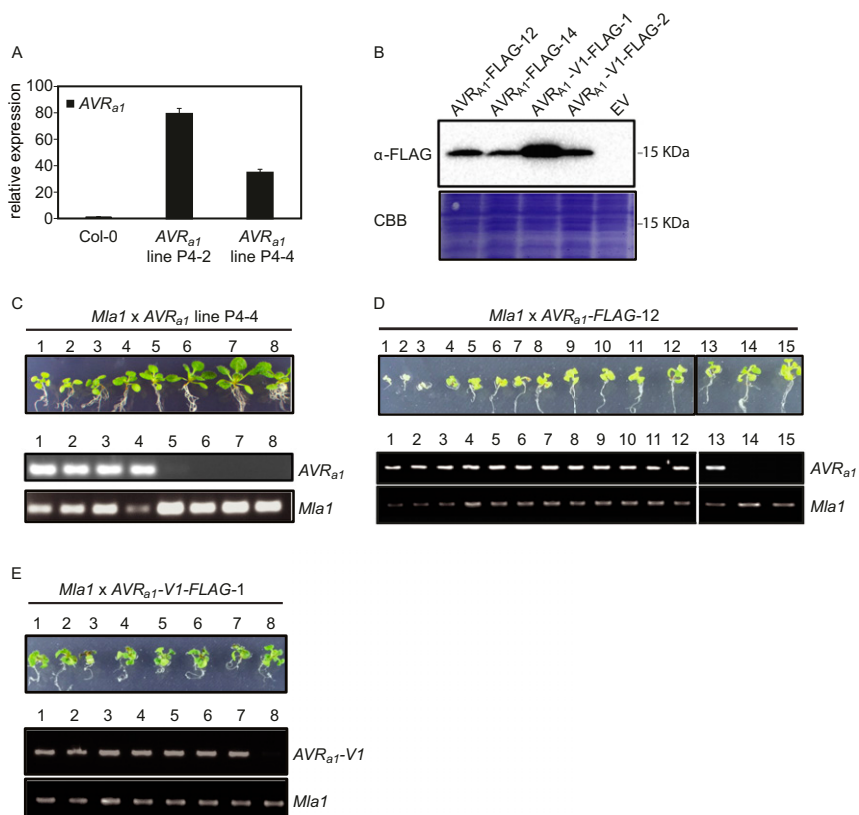 A
relative expression
100
80
60
40
20
0
AVRa1
Col-0
AVRa1 line P4-2
AVRa1 line P4-4
B
AVRA1-FLAG-12
AVRA1-FLAG-14
AVRA1-V1-FLAG-1
AVRA1-V1-FLAG-2
EV
α-FLAG
-15 KDa
CBB
-15 KDa
C
Mla1 x AVRa1 line P4-4
1 2 3 4 5 6 7 8
1 2 3 4 5 6 7 8
AVRa1
Mla1
D
Mla1 x AVRa1-FLAG-12
1 2 3 4 5 6 7 8 9 10 11 12 13 14 15
1 2 3 4 5 6 7 8 9 10 11 12 13 14 15
AVRa1
Mla1
E
Mla1 x AVRa1-V1-FLAG-1
1 2 3 4 5 6 7 8
1 2 3 4 5 6 7 8
AVRa1-V1
Mla1